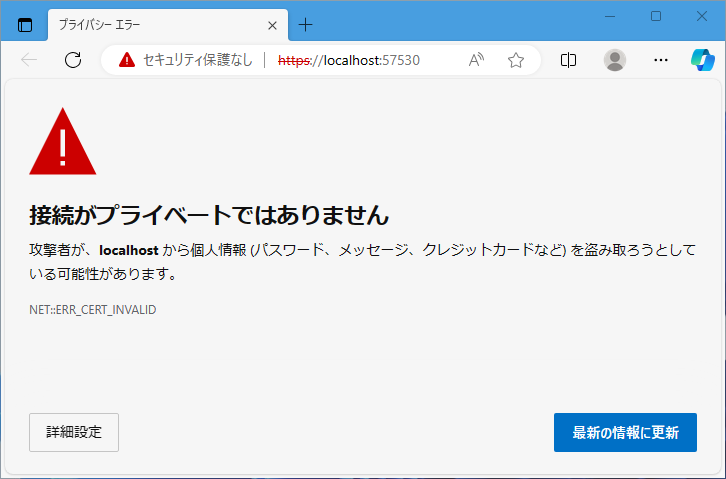 プライバシー エラー
セキュリティ保護なし https://localhost:57530
接続がプライベートではありません
攻撃者が、localhost から個人情報 (パスワード、メッセージ、クレジットカードなど) を盗み取ろうとして
いる可能性があります。
NET::ERR_CERT_INVALID
詳細設定 最新の情報に更新